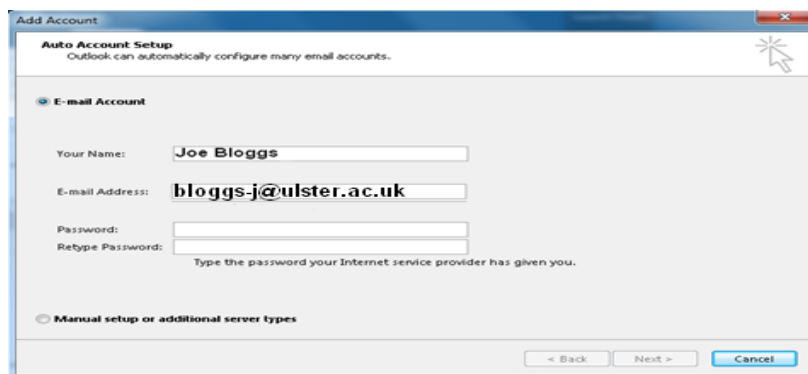 Add Account
Auto Account Setup
Outlook can automatically configure many email accounts.
E-mail Account
Your Name: Joe Bloggs
E-mail Address: bloggs-j@ulster.ac.uk
Password:
Retype Password:
Type the password your Internet service provider has given you.
Manual setup or additional server types
< Back Next > Cancel